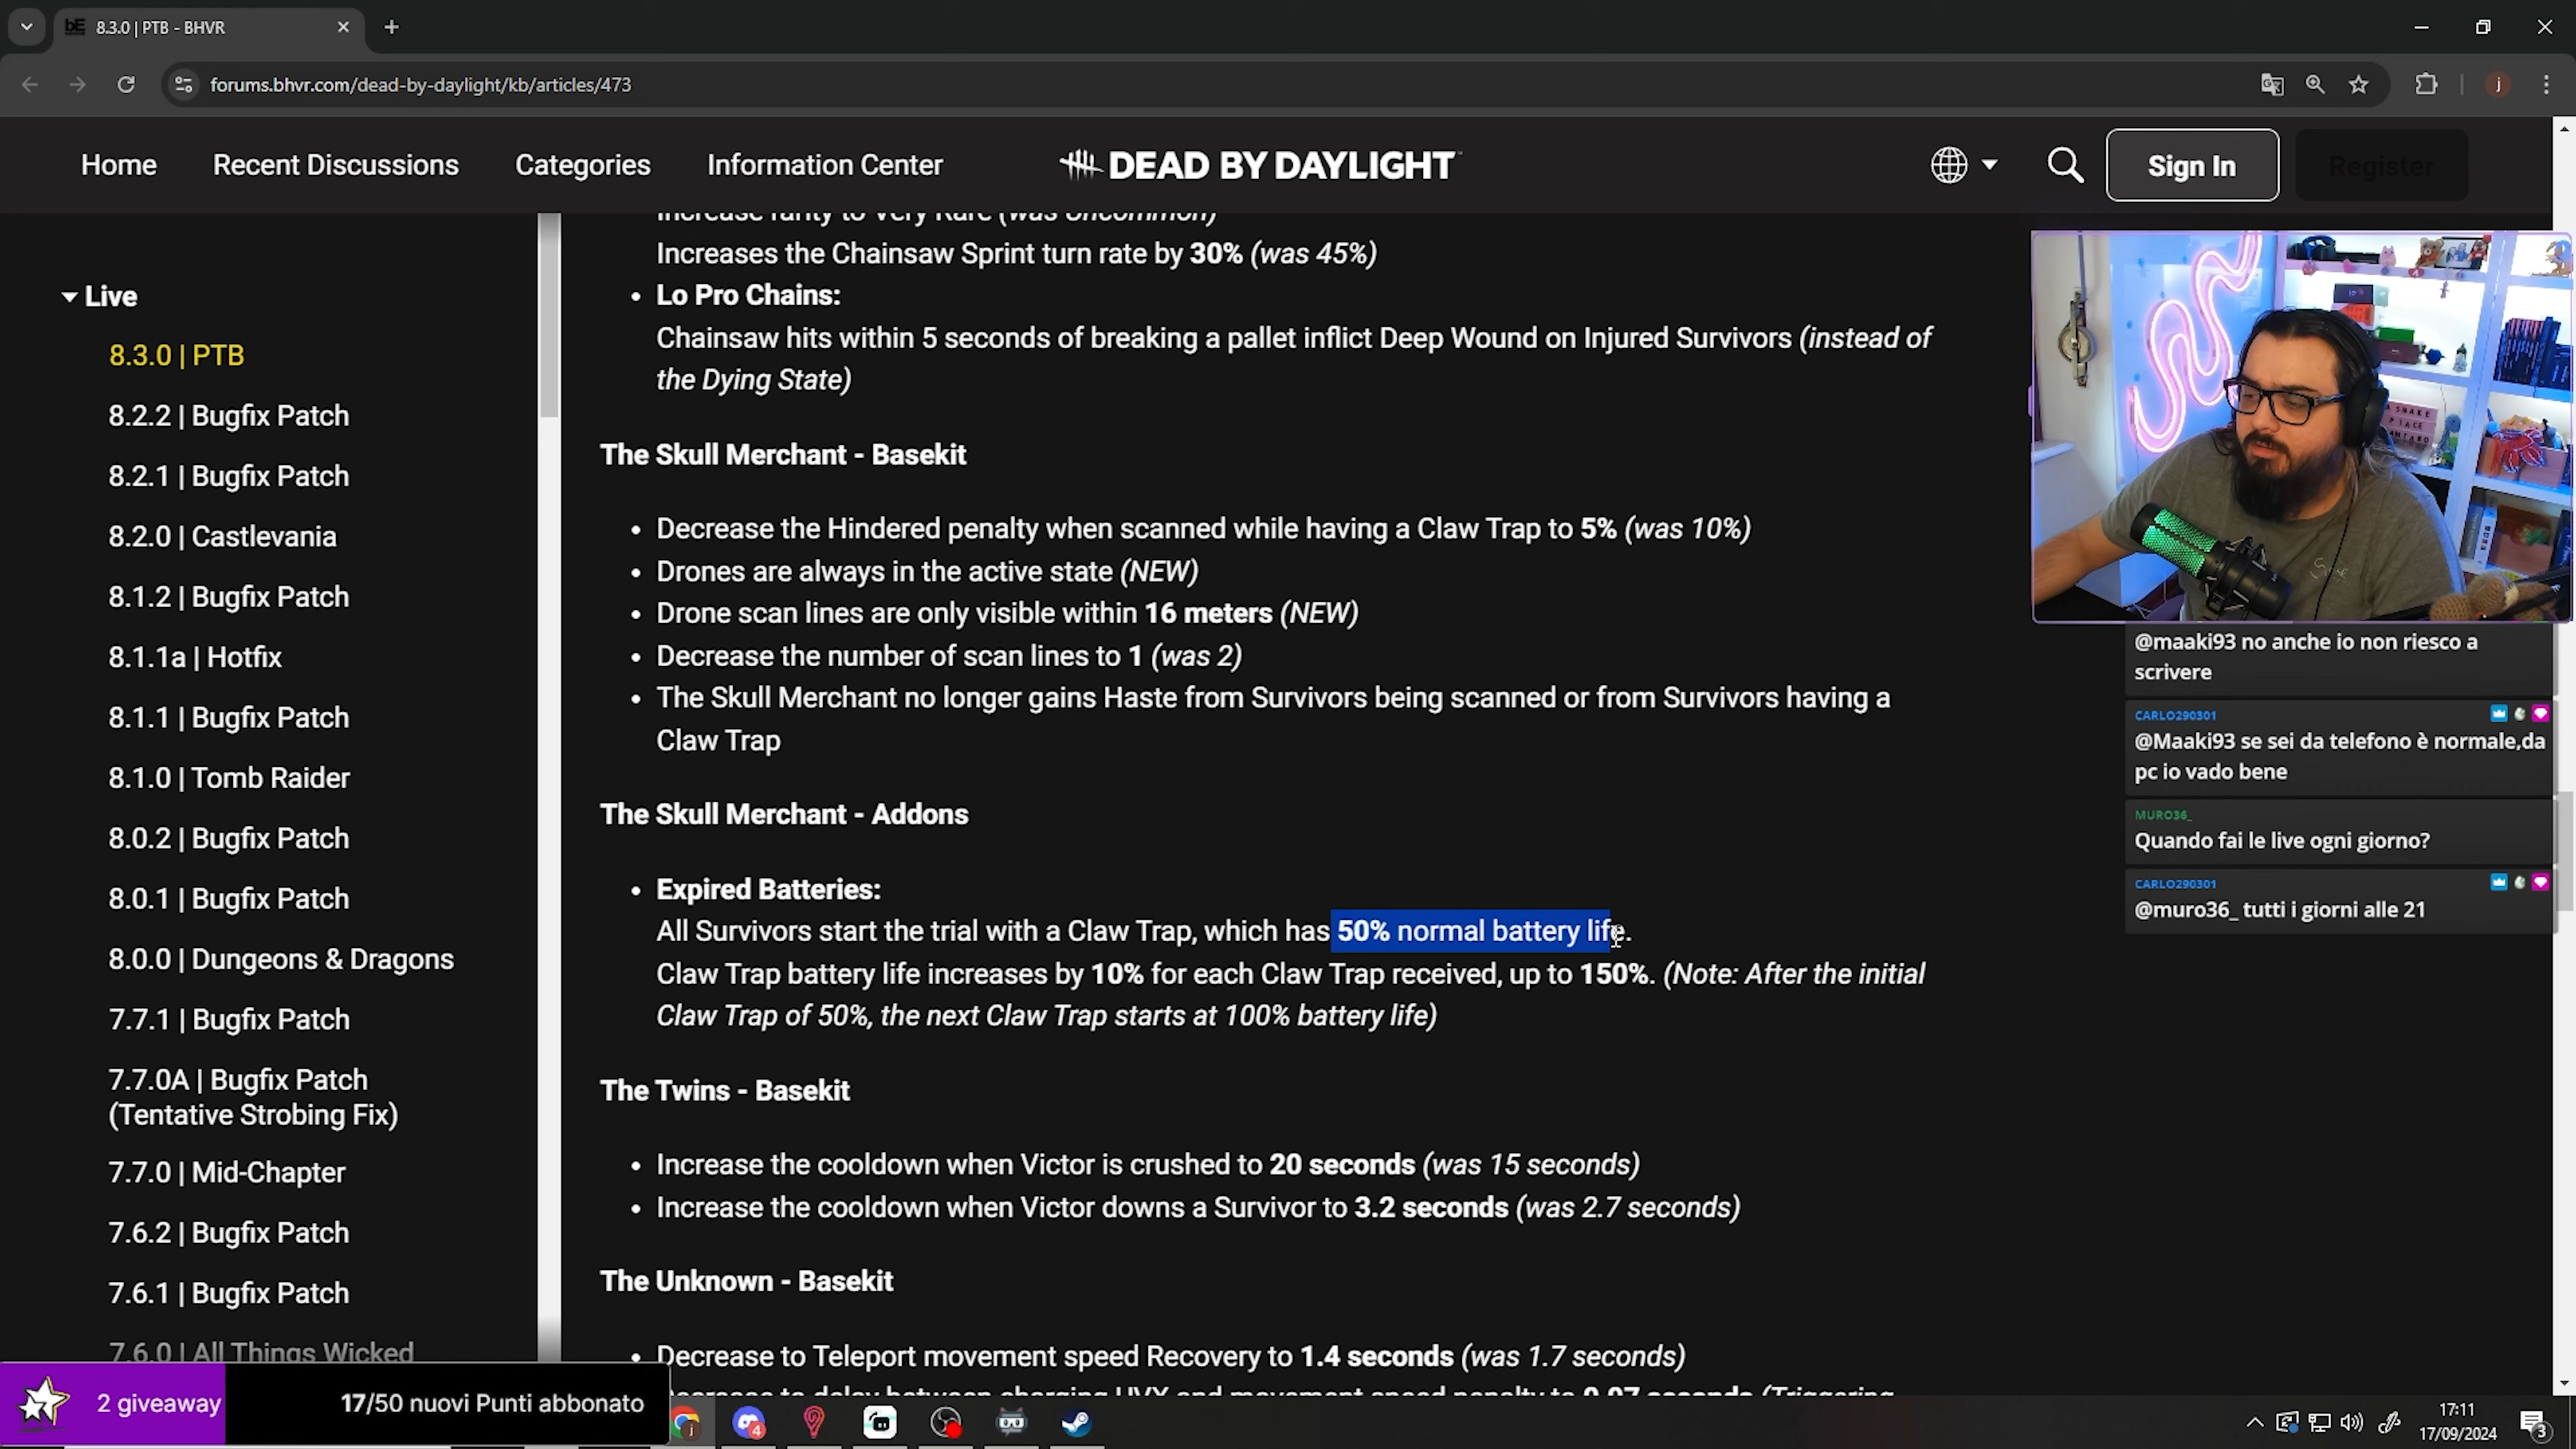 8.3.0 | PTB - BHVR
forums.bhvr.com/dead-by-daylight/kb/articles/473
j
Home
Recent Discussions
Categories
Information Center
DEAD BY DAYLIGHT
Sign In
Register
Live
8.3.0 | PTB
8.2.2 | Bugfix Patch
8.2.1 | Bugfix Patch
8.2.0 | Castlevania
8.1.2 | Bugfix Patch
8.1.1a | Hotfix
8.1.1 | Bugfix Patch
8.1.0 | Tomb Raider
8.0.2 | Bugfix Patch
8.0.1 | Bugfix Patch
8.0.0 | Dungeons & Dragons
7.7.1 | Bugfix Patch
7.7.0A | Bugfix Patch
(Tentative Strobing Fix)
7.7.0 | Mid-Chapter
7.6.2 | Bugfix Patch
7.6.1 | Bugfix Patch
7.6.0 | All Things Wicked
Increase rarity to Very Rare (was Uncommon)
Increases the Chainsaw Sprint turn rate by 30% (was 45%)
• Lo Pro Chains:
Chainsaw hits within 5 seconds of breaking a pallet inflict Deep Wound on Injured Survivors (instead of
the Dying State)
The Skull Merchant - Basekit
• Decrease the Hindered penalty when scanned while having a Claw Trap to 5% (was 10%)
• Drones are always in the active state (NEW)
• Drone scan lines are only visible within 16 meters (NEW)
• Decrease the number of scan lines to 1 (was 2)
• The Skull Merchant no longer gains Haste from Survivors being scanned or from Survivors having a
Claw Trap
The Skull Merchant - Addons
• Expired Batteries:
All Survivors start the trial with a Claw Trap, which has 50% normal battery life.
Claw Trap battery life increases by 10% for each Claw Trap received, up to 150%. (Note: After the initial
Claw Trap of 50%, the next Claw Trap starts at 100% battery life)
The Twins - Basekit
• Increase the cooldown when Victor is crushed to 20 seconds (was 15 seconds)
• Increase the cooldown when Victor downs a Survivor to 3.2 seconds (was 2.7 seconds)
The Unknown - Basekit
• Decrease to Teleport movement speed Recovery to 1.4 seconds (was 1.7 seconds)
@maaki93 no anche io non riesco a
scrivere
CARLO290301
@Maaki93 se sei da telefono è normale,da
pc io vado bene
MURO36_
Quando fai le live ogni giorno?
CARLO290301
@muro36_ tutti i giorni alle 21
2 giveaway
17/50 nuovi Punti abbonato
4
17:11
17/09/2024
3